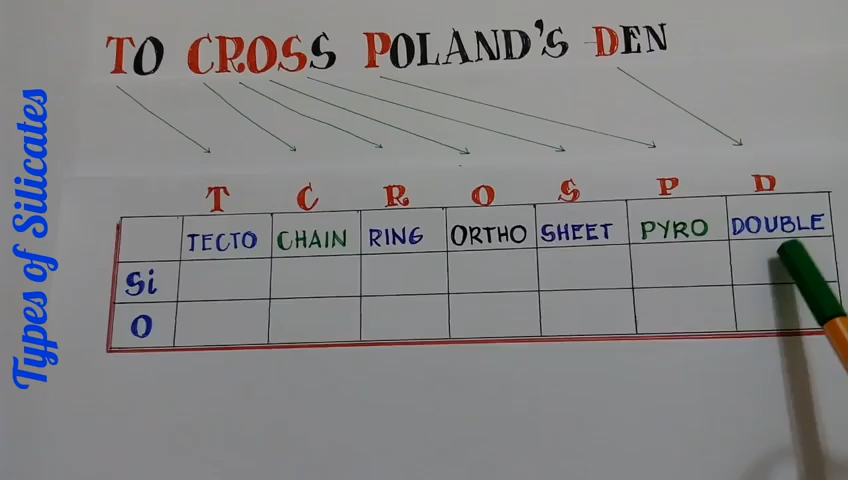 TO CROSS POLAND'S DEN
Types of Silicates
T C R O S P D
TECTO CHAIN RING ORTHO SHEET PYRO DOUBLE
Si
O